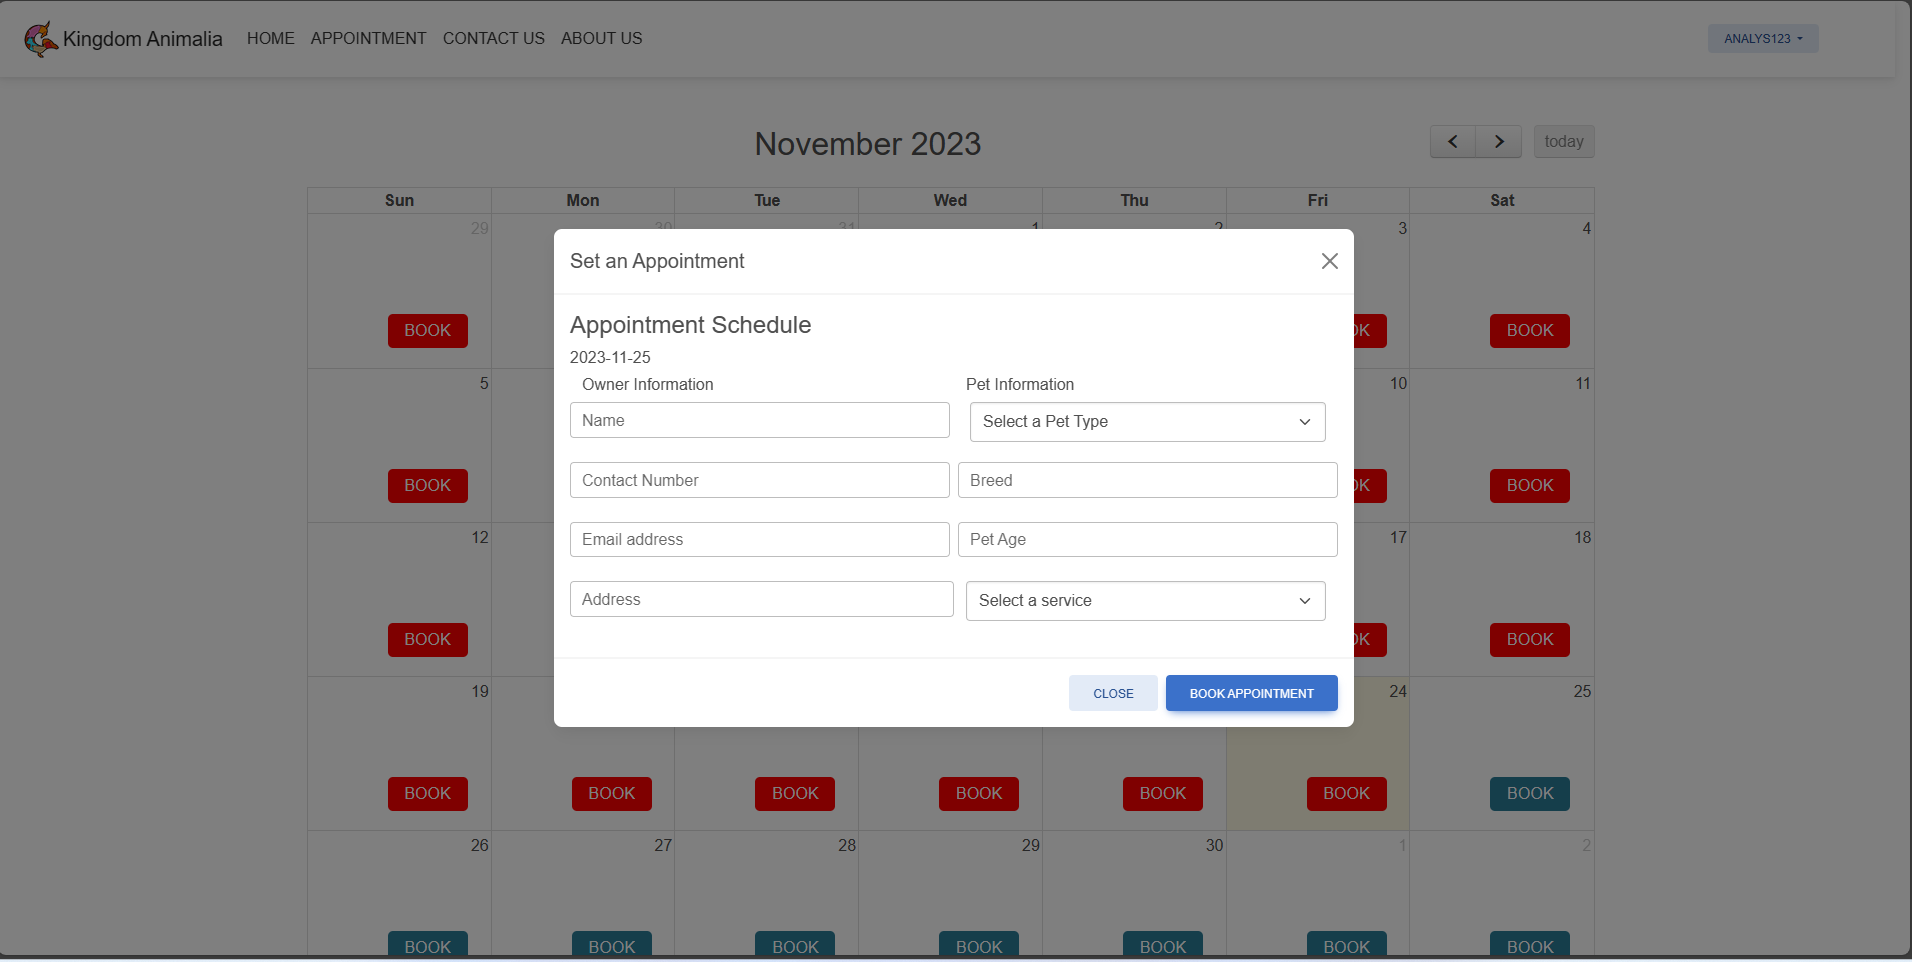 Kingdom Animalia HOME APPOINTMENT CONTACT US ABOUT US ANALYS123
November 2023 today
Sun Mon Tue Wed Thu Fri Sat
29 30 31 1 2 3 4
Set an Appointment
Appointment Schedule
BOOK OK BOOK
2023-11-25
5 Owner Information Pet Information 10 11
Name Select a Pet Type
Contact Number Breed
BOOK OK BOOK
12 Email address Pet Age 17 18
Address Select a service
BOOK OK BOOK
19 CLOSE BOOK APPOINTMENT 24 25
BOOK BOOK BOOK BOOK BOOK BOOK BOOK
26 27 28 29 30 1 2
BOOK BOOK BOOK BOOK BOOK BOOK BOOK